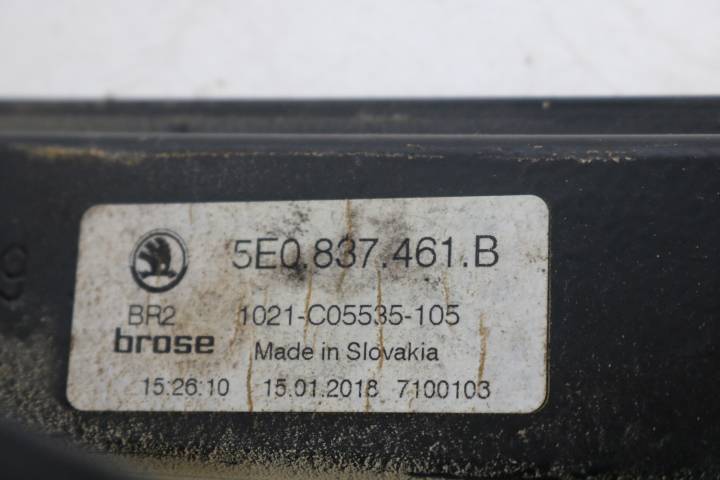 5E0.837.461.B
BR2 1021-C05535-105
brose Made in Slovakia
15:26:10 15.01.2018 7100103